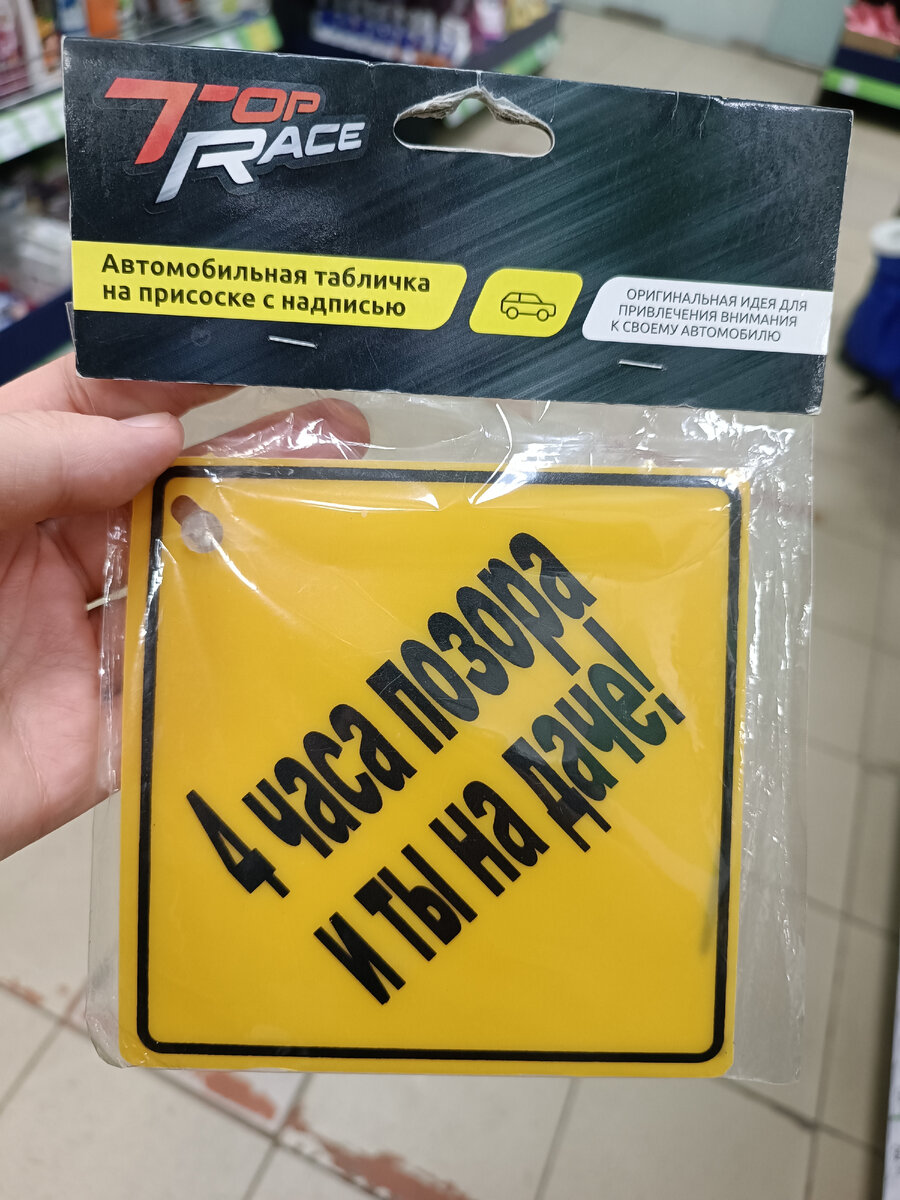 TOP
RACE
Автомобильная табличка
на присоске с надписью
ОРИГИНАЛЬНАЯ ИДЕЯ ДЛЯ
ПРИВЛЕЧЕНИЯ ВНИМАНИЯ
К СВОЕМУ АВТОМОБИЛЮ
4 часа позора
и ты на даче!